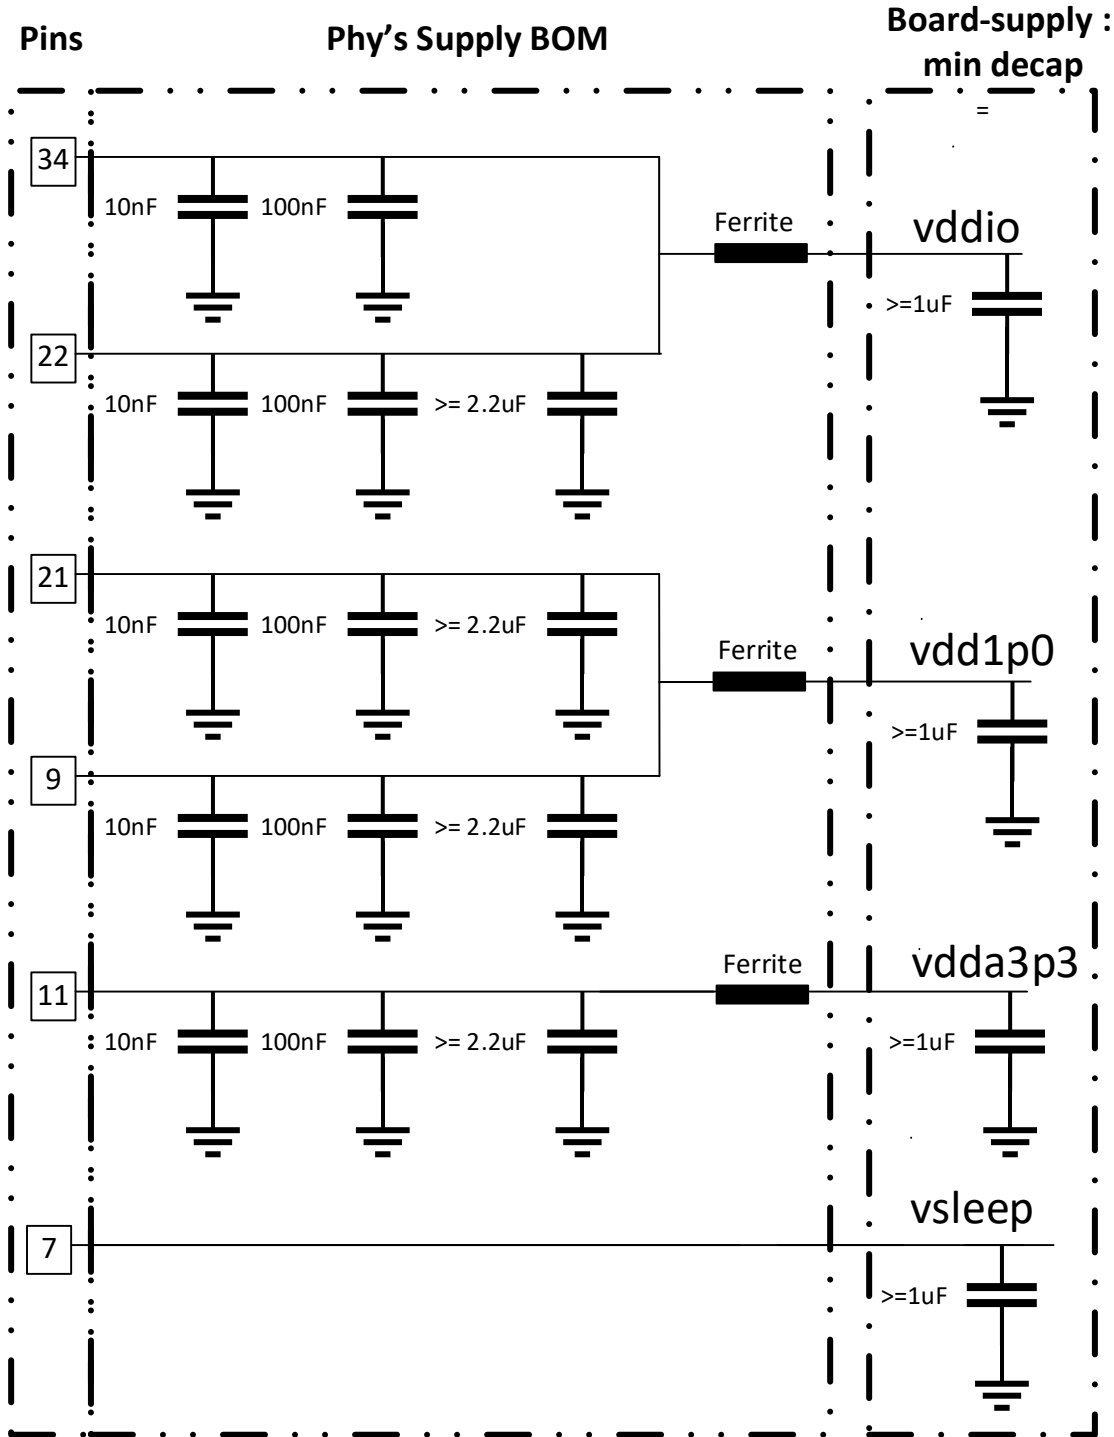 Pins
Phy's Supply BOM
Board-supply :
min decap
=
34
10nF
100nF
Ferrite
vddio
>=1uF
22
10nF
100nF
>= 2.2uF
21
10nF
100nF
>= 2.2uF
Ferrite
vdd1p0
>=1uF
9
10nF
100nF
>= 2.2uF
11
10nF
100nF
>= 2.2uF
Ferrite
vdda3p3
>=1uF
7
vsleep
>=1uF